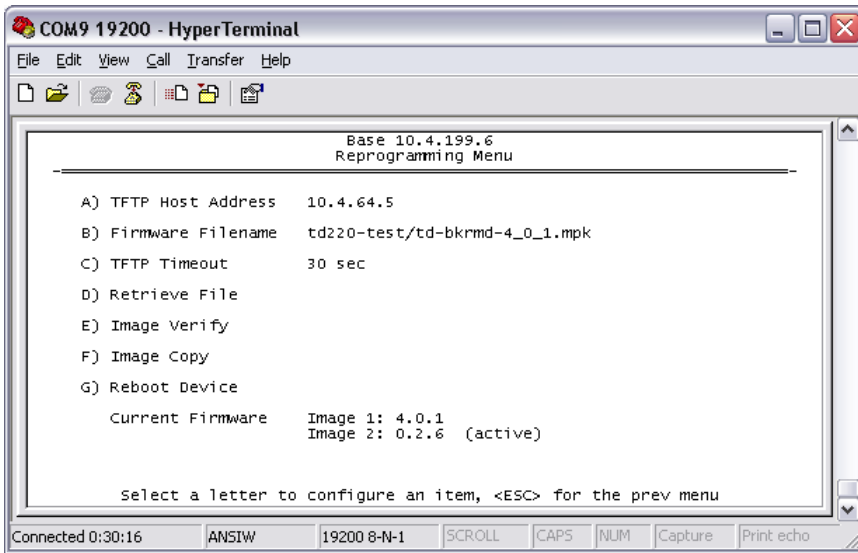 COM9 19200 - HyperTerminal
File Edit View Call Transfer Help
Base 10.4.199.6
Reprogramming Menu
A) TFTP Host Address 10.4.64.5
B) Firmware Filename td220-test/td-bkrmd-4_0_1.mpk
C) TFTP Timeout 30 sec
D) Retrieve File
E) Image Verify
F) Image Copy
G) Reboot Device
Current Firmware Image 1: 4.0.1
Image 2: 0.2.6 (active)
Select a letter to configure an item, <ESC> for the prev menu
Connected 0:30:16 ANSIW 19200 8-N-1 SCROLL CAPS NUM Capture Print echo